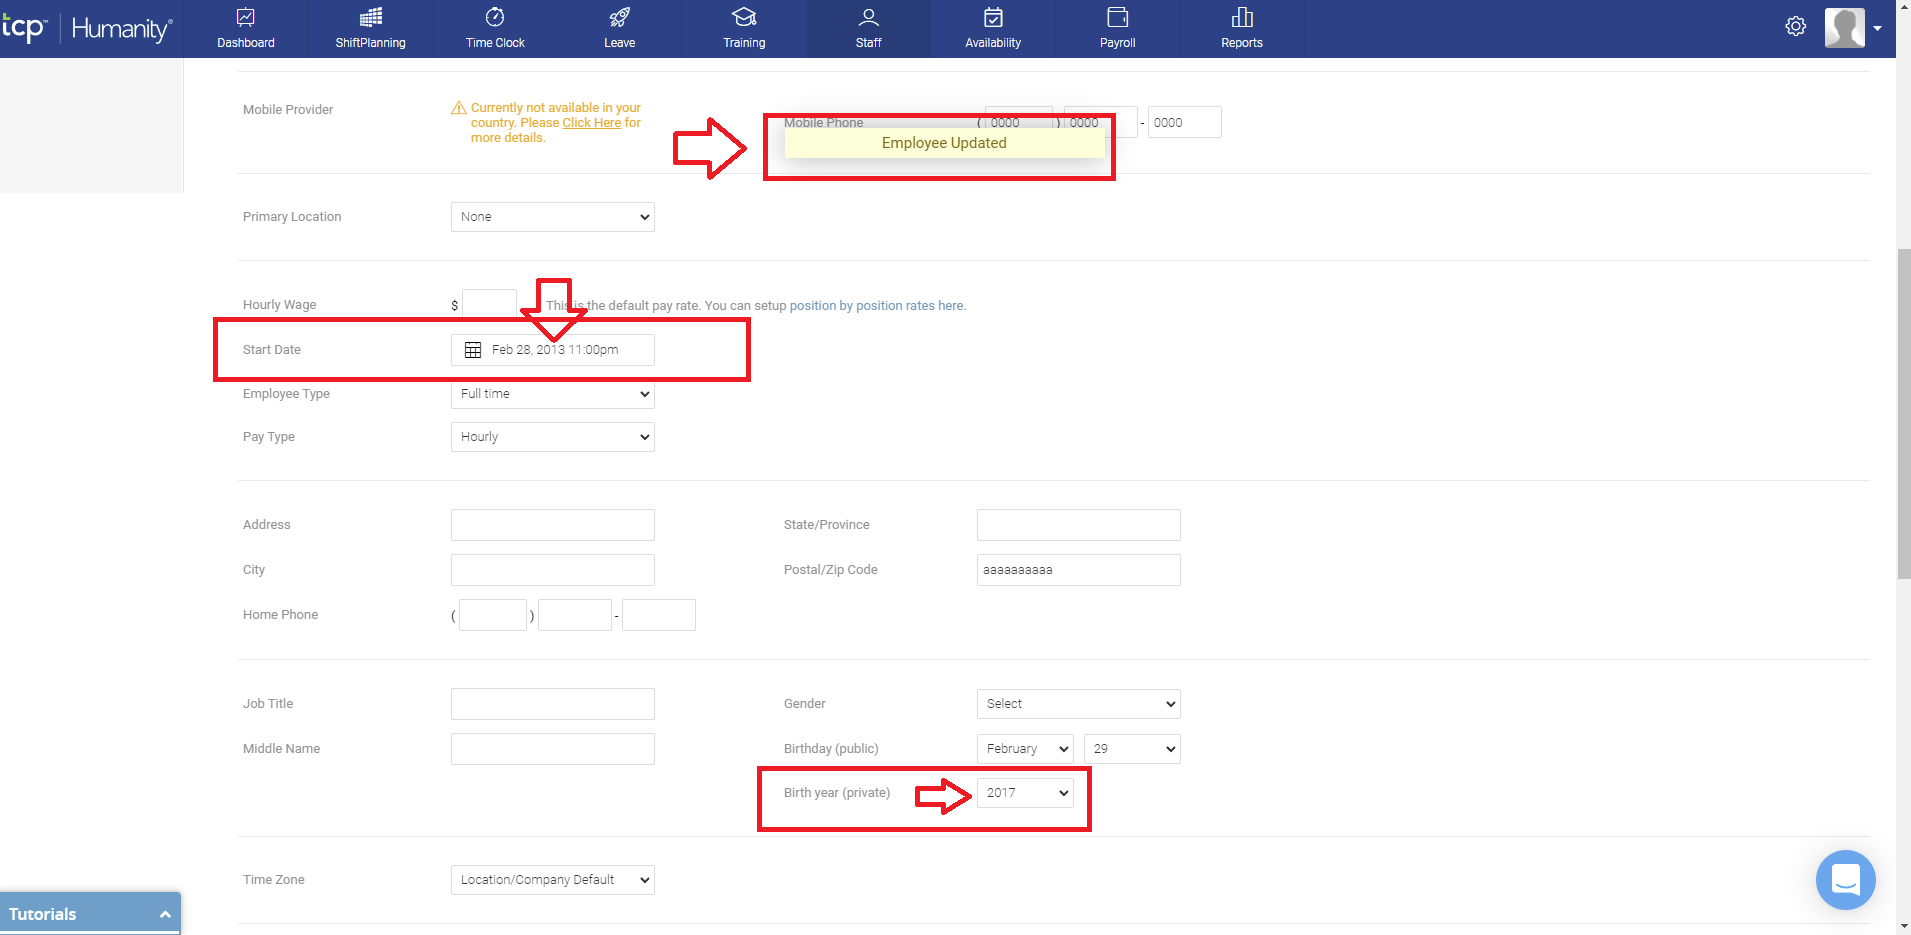 tcp™ Humanity®
Dashboard
ShiftPlanning
Time Clock
Leave
Training
Staff
Availability
Payroll
Reports
Mobile Provider
Currently not available in your
country. Please Click Here for
more details.
Mobile Phone
( 0000 ) 0000 - 0000
Employee Updated
Primary Location
None
Hourly Wage
$
This is the default pay rate. You can setup position by position rates here.
Start Date
Feb 28, 2013 11:00pm
Employee Type
Full time
Pay Type
Hourly
Address
State/Province
City
Postal/Zip Code
aaaaaaaaaa
Home Phone
( ) -
Job Title
Gender
Select
Middle Name
Birthday (public)
February
29
Birth year (private)
2017
Time Zone
Location/Company Default
Tutorials